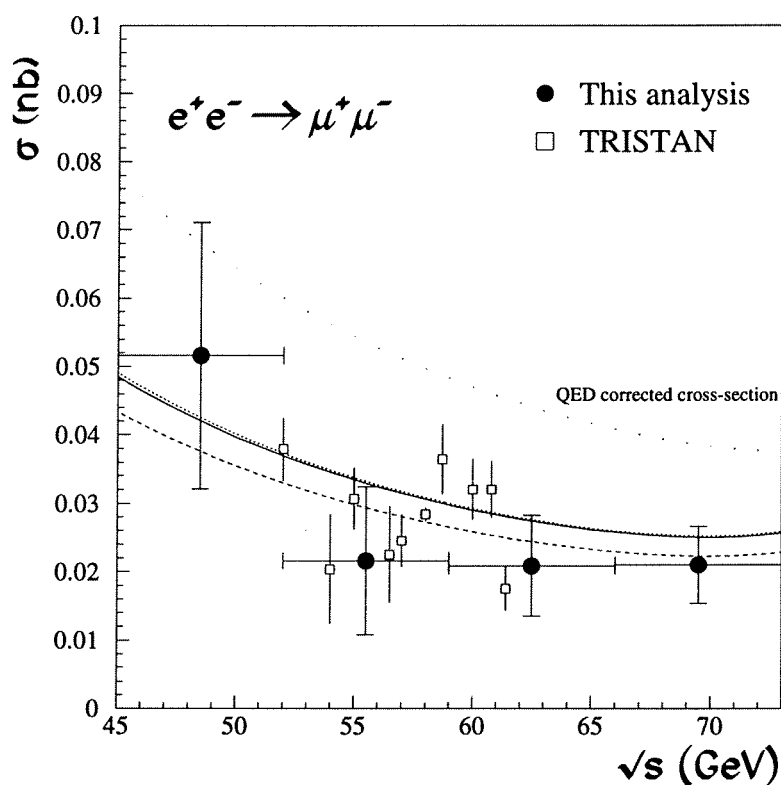 σ (nb)
0.1
0.09
0.08
0.07
0.06
0.05
0.04
0.03
0.02
0.01
0
e⁺e⁻ → μ⁺μ⁻
This analysis
TRISTAN
QED corrected cross-section
45 50 55 60 65 70
√s (GeV)